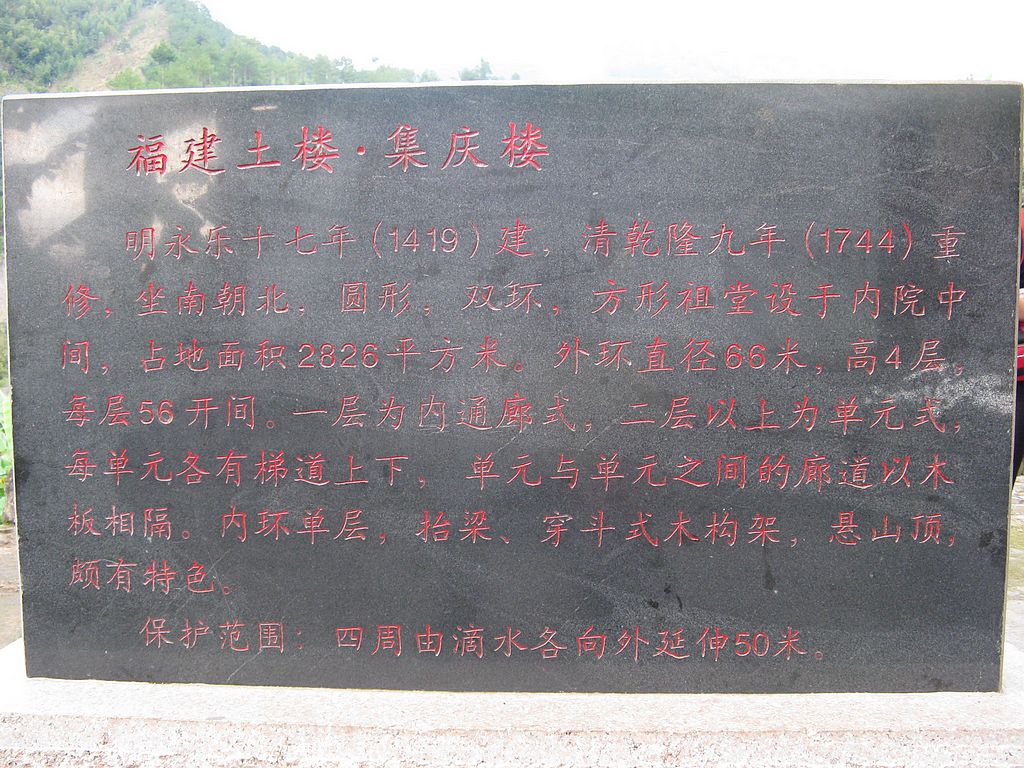 福建土楼·集庆楼
明永乐十七年(1419)建，清乾隆九年(1744)重
修，坐南朝北，圆形，双环，方形祖堂设于内院中
间，占地面积2826平方米。外环直径66米，高4层。
每层56开间。一层为内通廊式，二层以上为单元式，
每单元各有梯道上下，单元与单元之间的廊道以木
板相隔。内环单层，抬梁、穿斗式木构架，悬山顶，
颇有特色。
保护范围：四周由滴水各向外延伸50米。